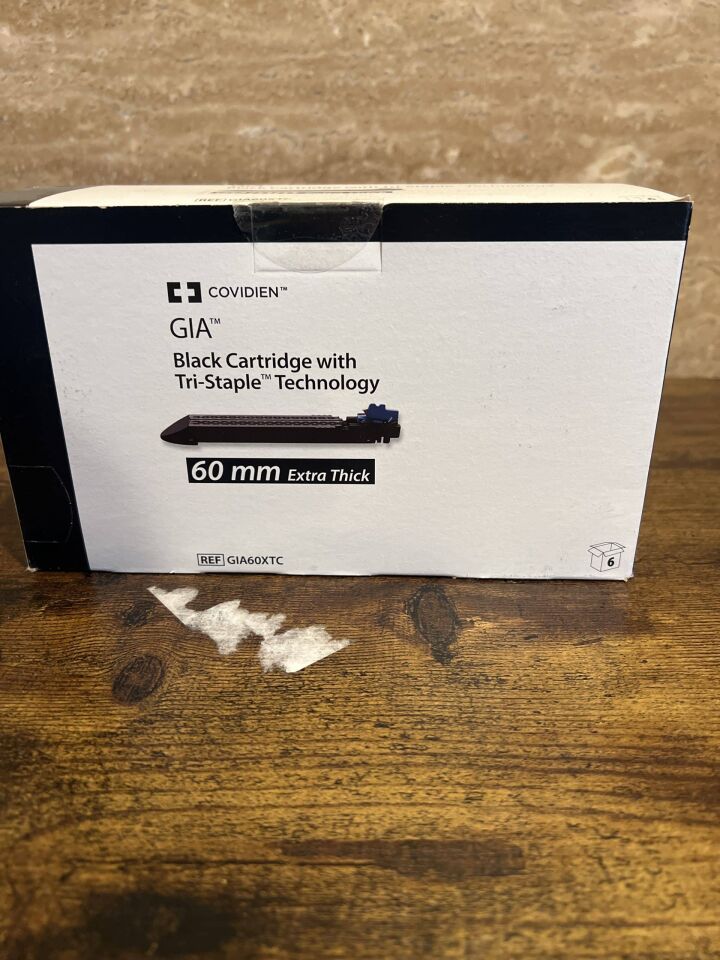 COVIDIEN™
GIA™
Black Cartridge with
Tri-Staple™ Technology
60 mm Extra Thick
REF GIA60XTC
6